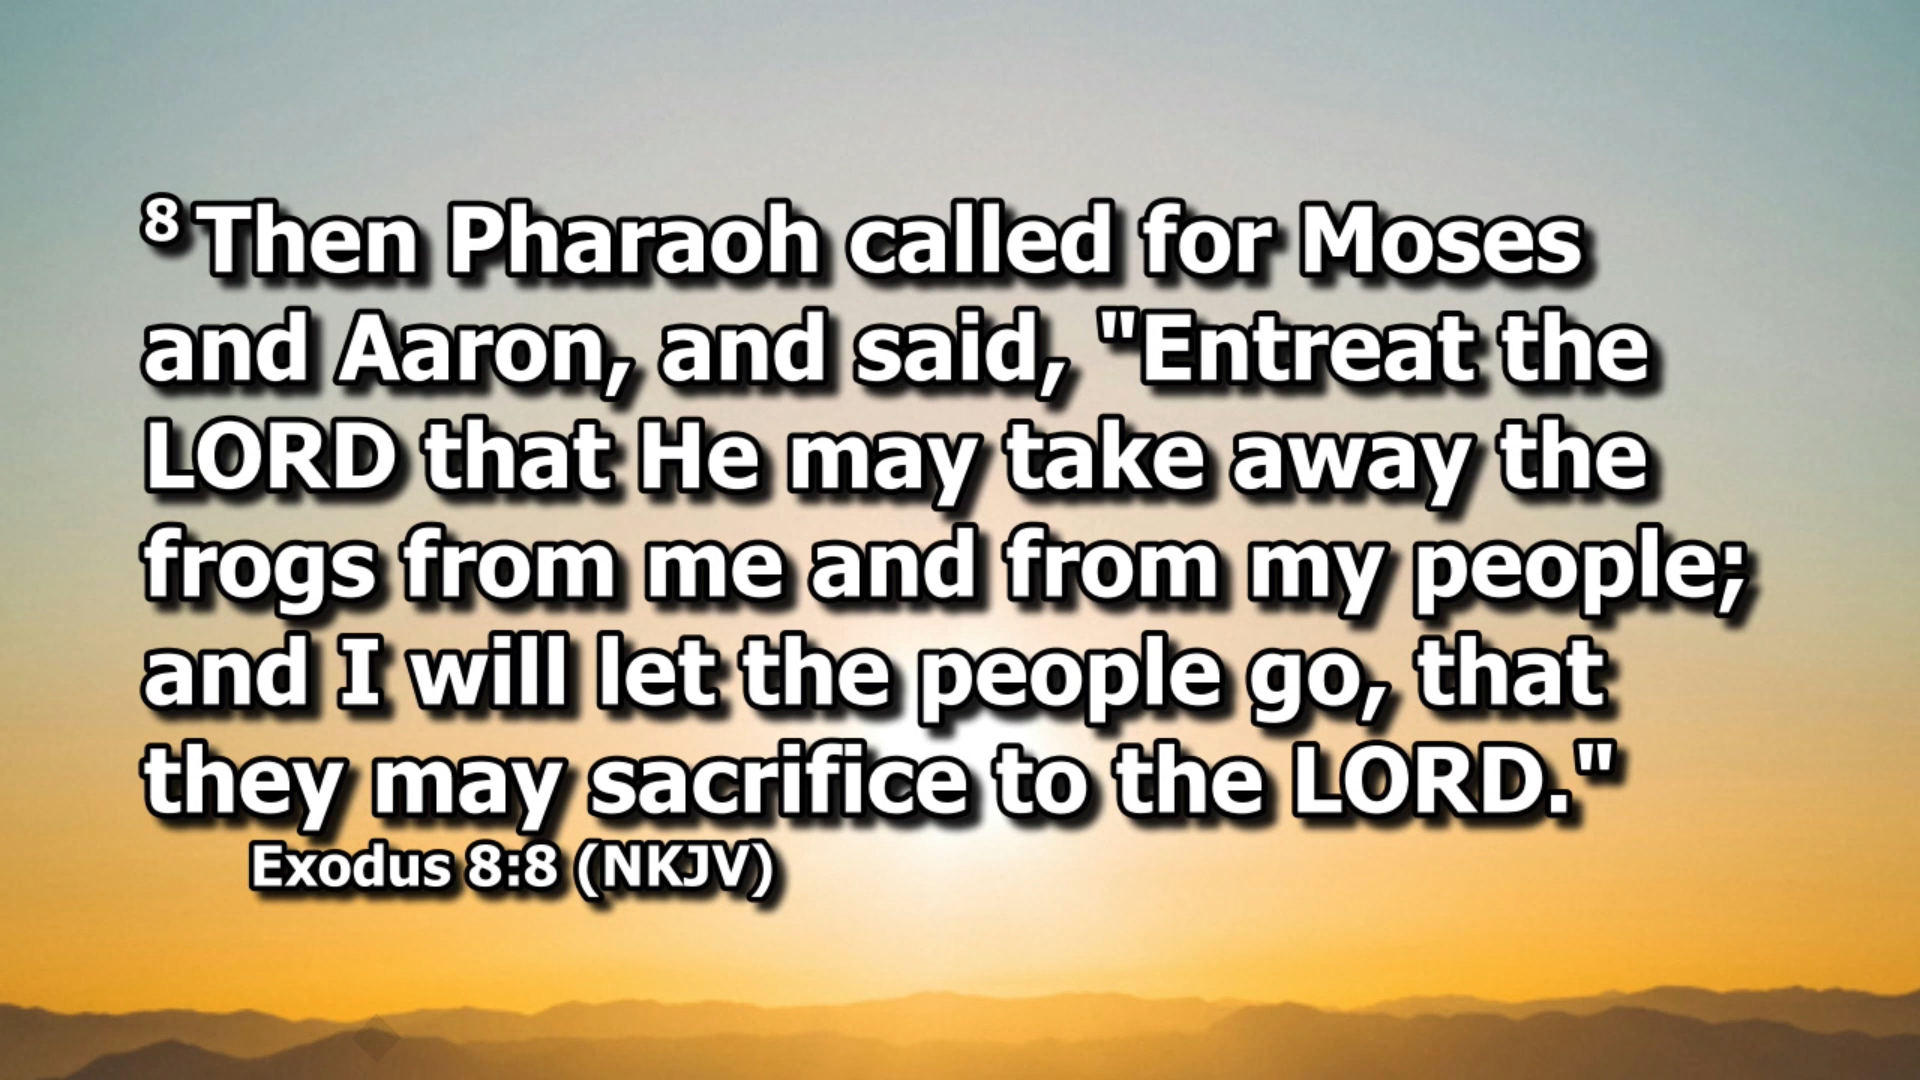 8 Then Pharaoh called for Moses
and Aaron, and said, "Entreat the
LORD that He may take away the
frogs from me and from my people;
and I will let the people go, that
they may sacrifice to the LORD."
Exodus 8:8 (NKJV)